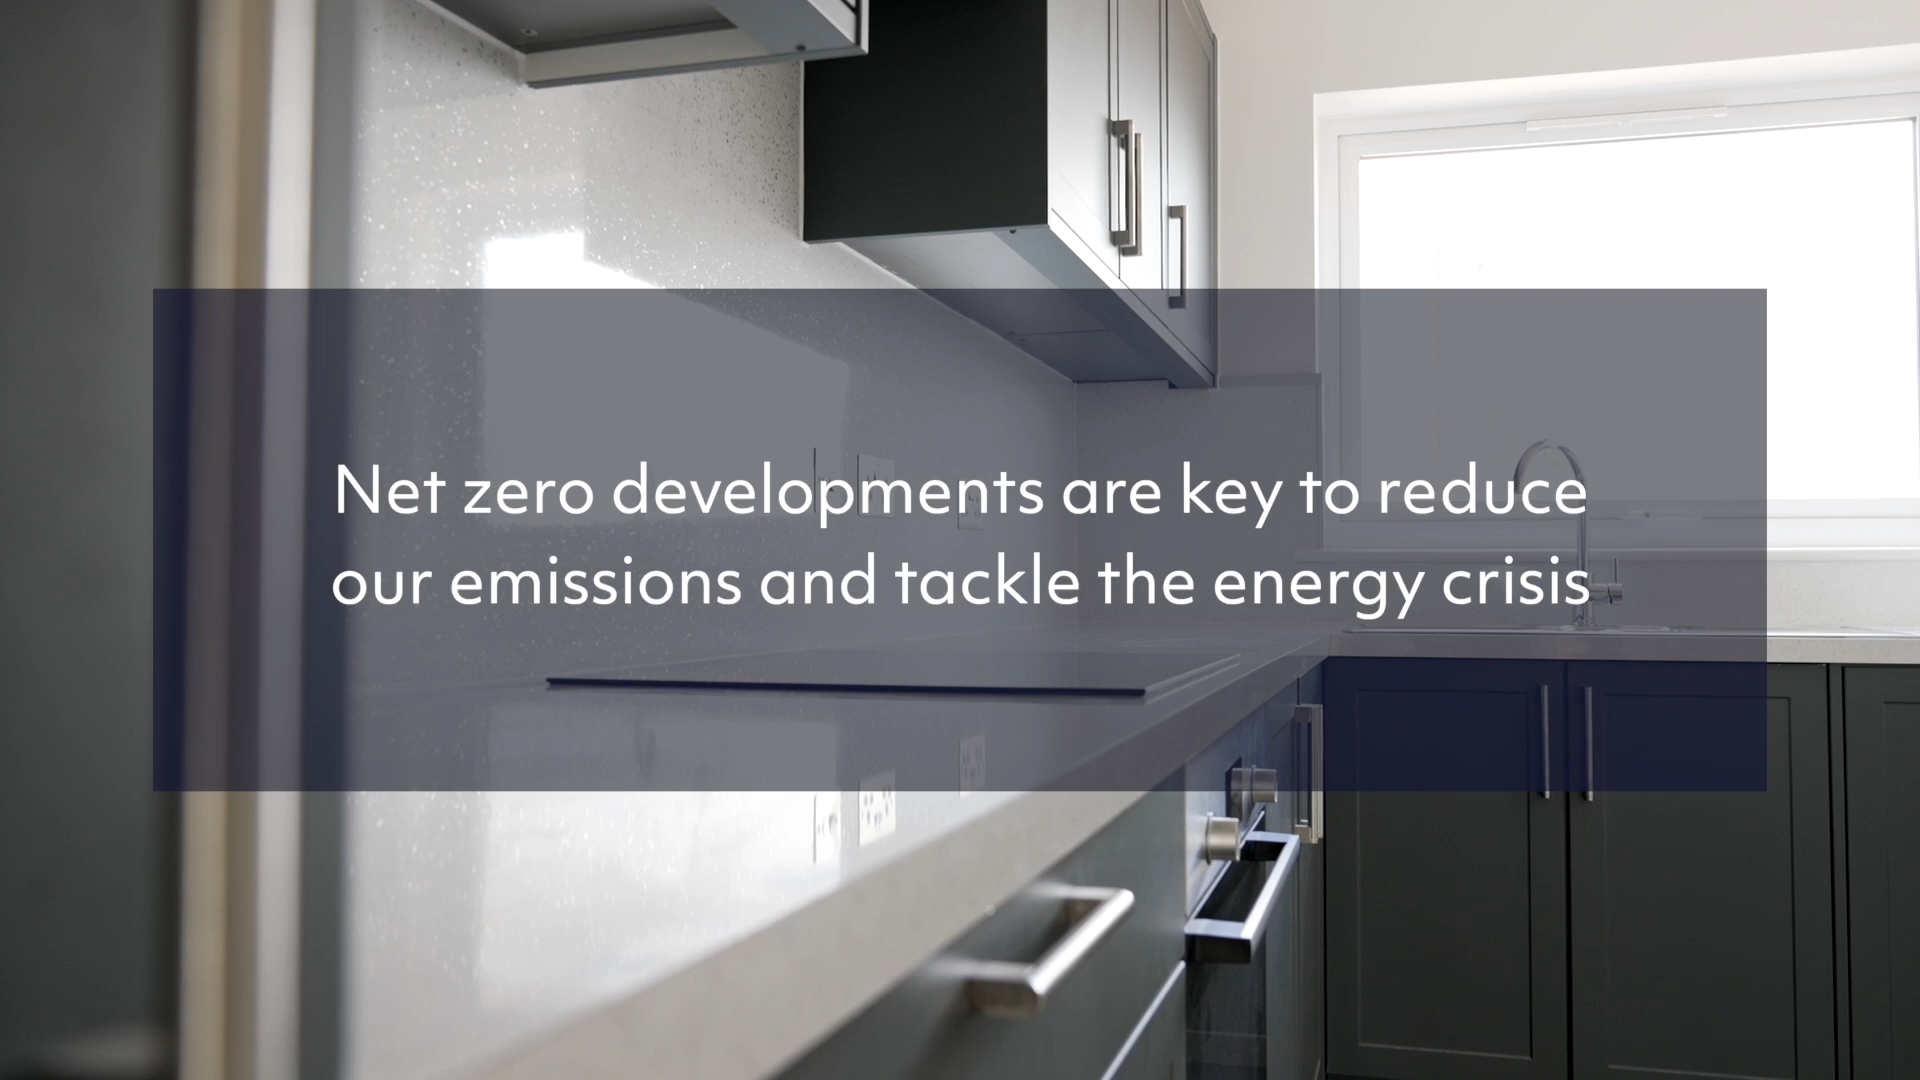 Net zero developments are key to reduce
our emissions and tackle the energy crisis